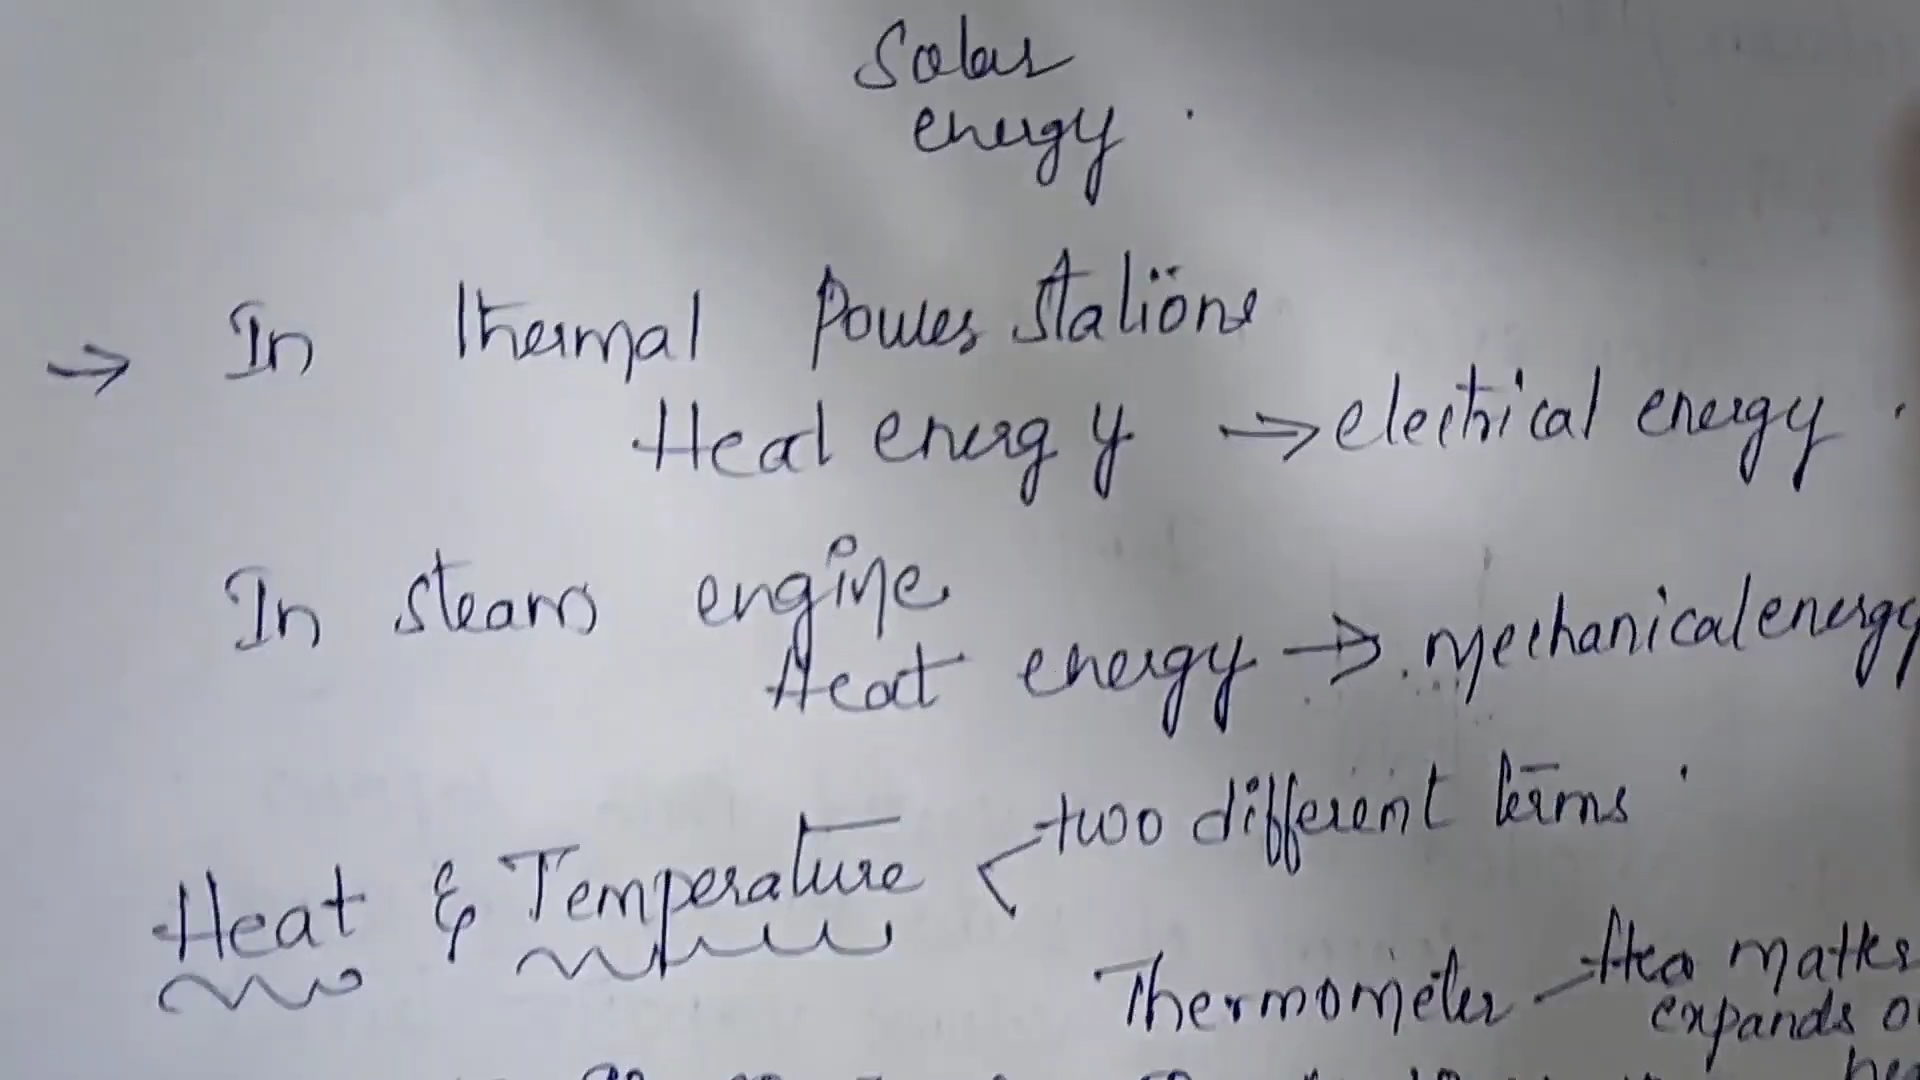 Solar
energy .
→ In thermal Power Stations
Heat energy → electrical energy .
In steam engine
Heat energy → mechanical energy
Heat & Temperature < two different terms .
Thermometer -
expands